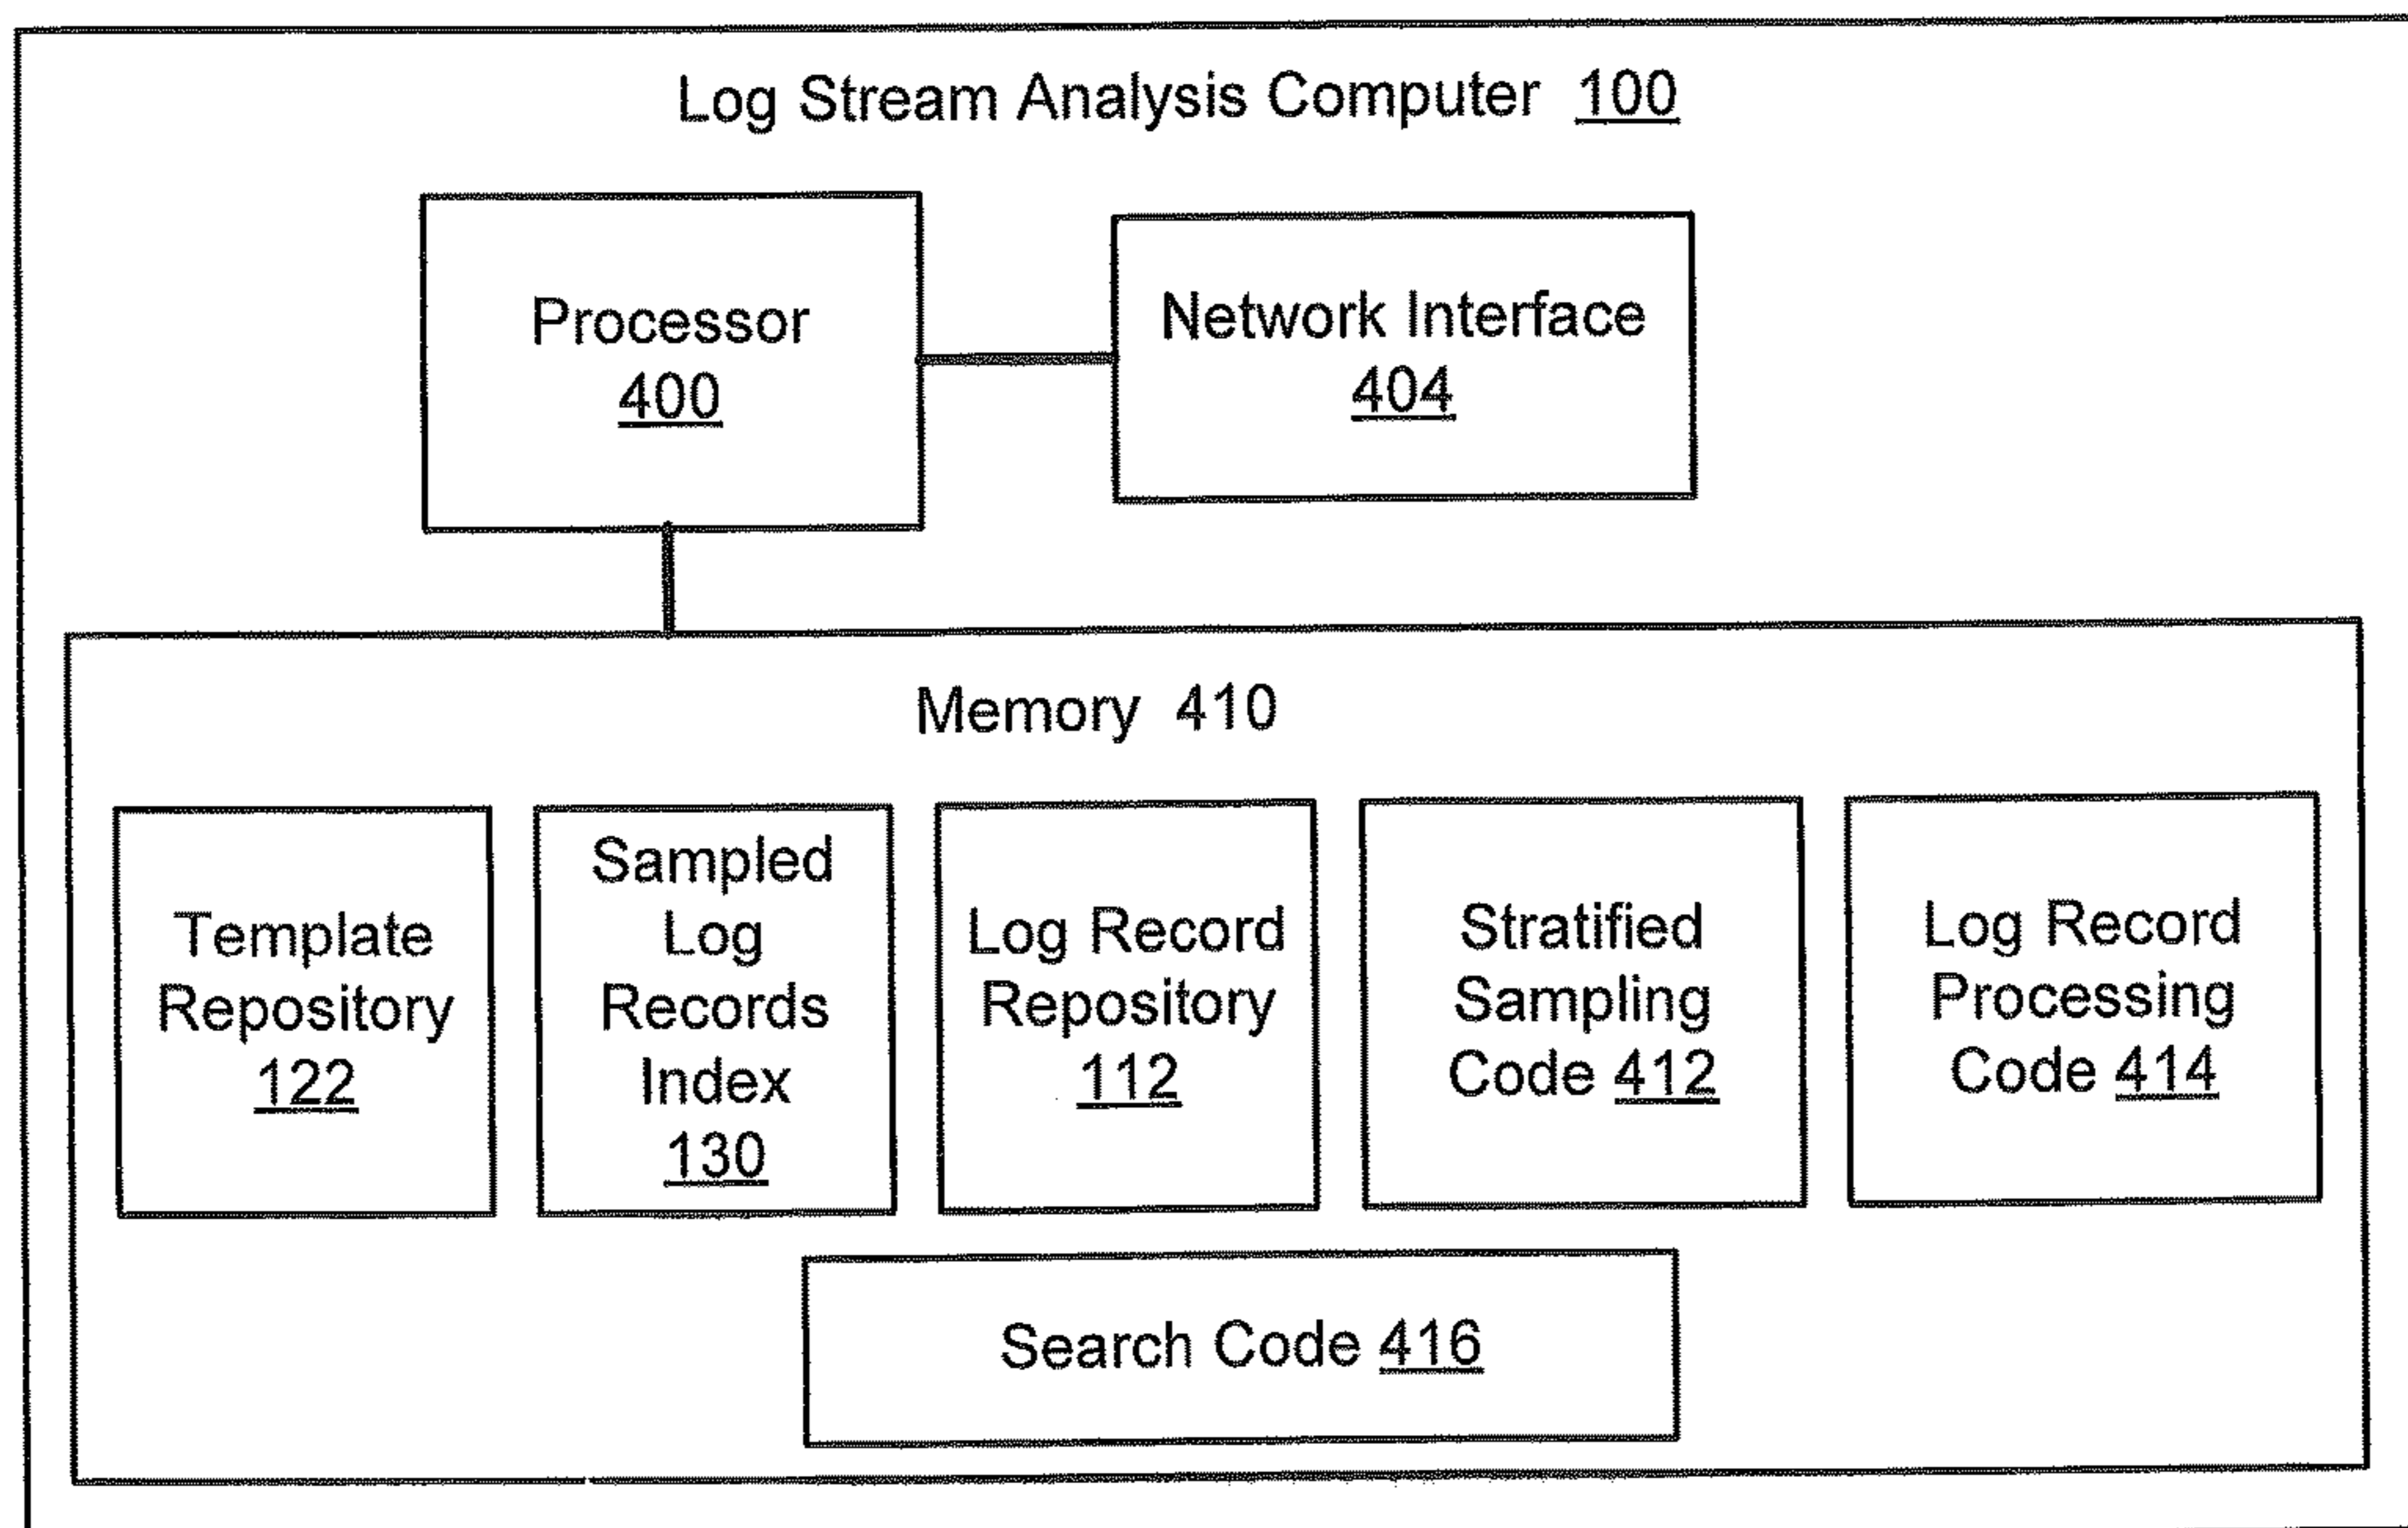 Log Stream Analysis Computer 100
Processor
400
Network Interface
404
Memory 410
Template
Repository
122
Sampled
Log
Records
Index
130
Log Record
Repository
112
Stratified
Sampling
Code 412
Log Record
Processing
Code 414
Search Code 416